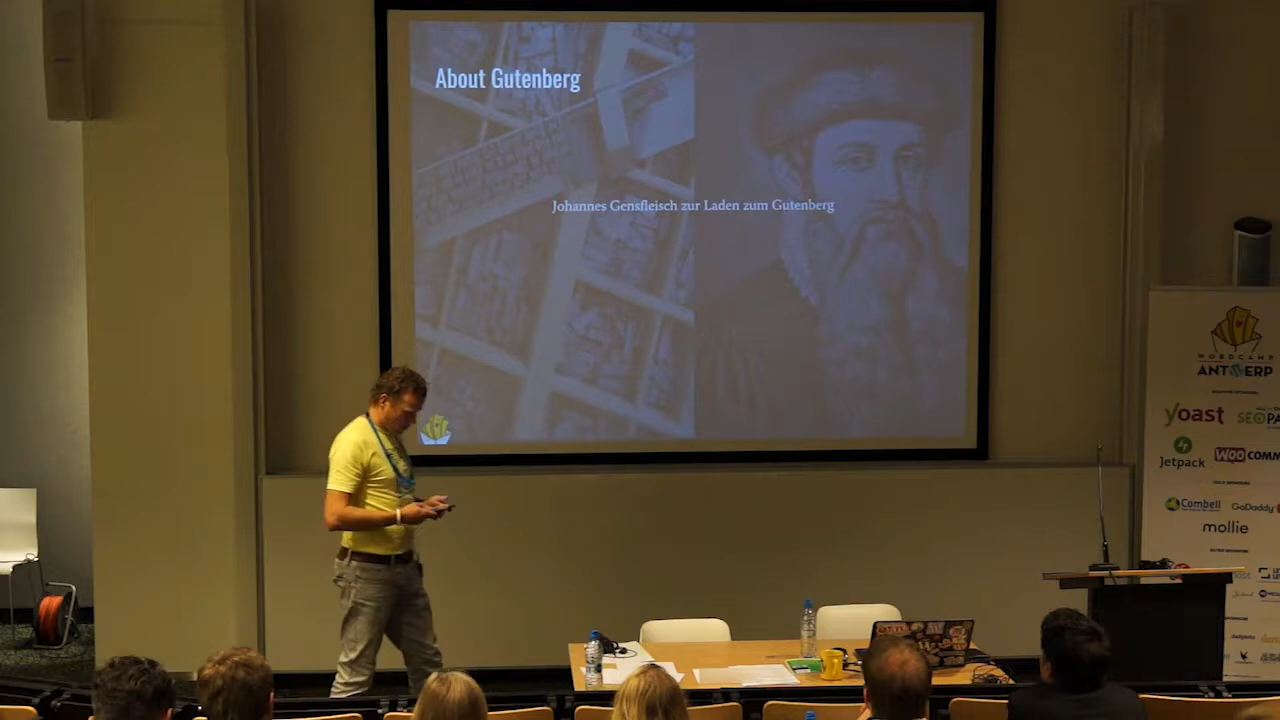 About Gutenberg
Johannes Gensfleisch zur Laden zum Gutenberg
WORDCAMP
ANTWERP
yoast
Jetpack
WOO
Combell
GoDaddy
mollie